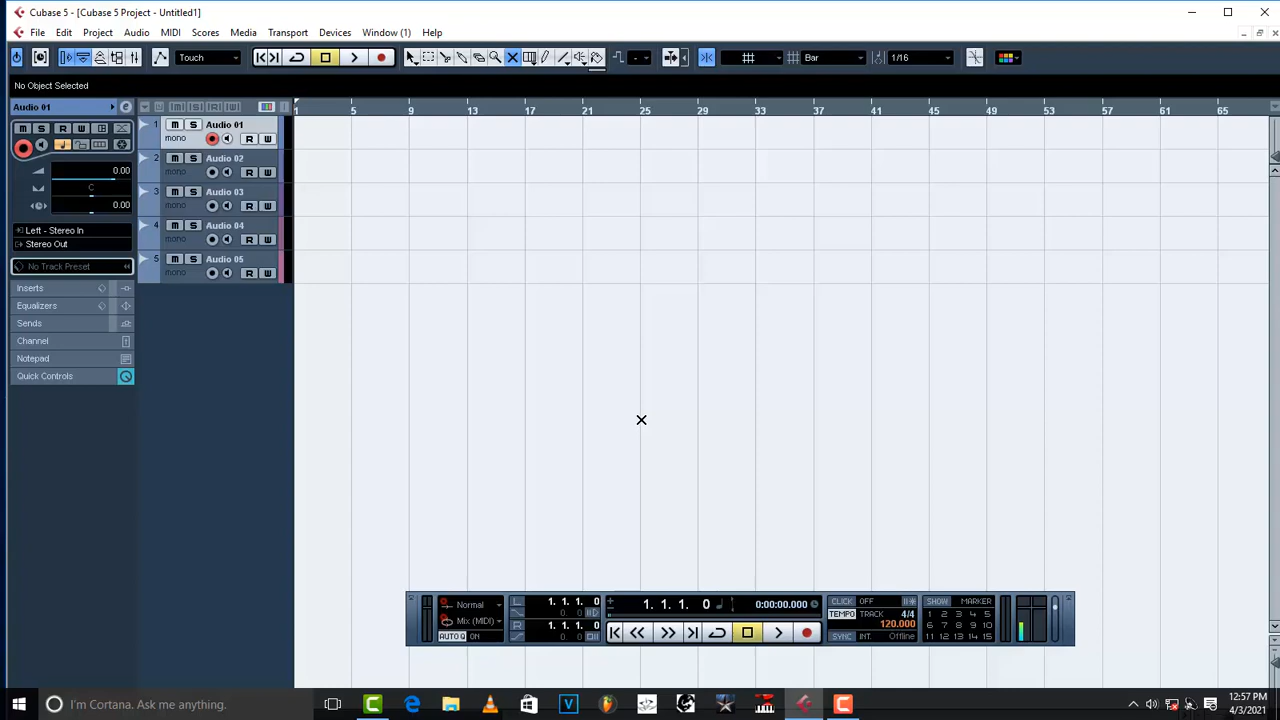 Cubase 5 - [Cubase 5 Project - Untitled1]
File Edit Project Audio MIDI Scores Media Transport Devices Window (1) Help
Touch
Bar
1/16
No Object Selected
Audio 01
1 5 9 13 17 21 25 29 33 37 41 45 49 53 57 61 65
1 m S Audio 01
mono R W
2 m S Audio 02
mono R W
3 m S Audio 03
mono R W
4 m S Audio 04
mono R W
5 m S Audio 05
mono R W
M S R W
0.00
C
0.00
Left - Stereo In
Stereo Out
No Track Preset
Inserts
Equalizers
Sends
Channel
Notepad
Quick Controls
Normal
Mix (MIDI)
AUTO Q ON
L 1. 1. 1. 0
0. 0
R 1. 1. 1. 0
0. 0
1. 1. 1. 0 0:00:00.000
CLICK OFF
TEMPO TRACK 4/4
120.000
SYNC INT. Offline
SHOW MARKER
1 2 3 4 5
6 7 8 9 10
11 12 13 14 15
I'm Cortana. Ask me anything.
12:57 PM
4/3/2021